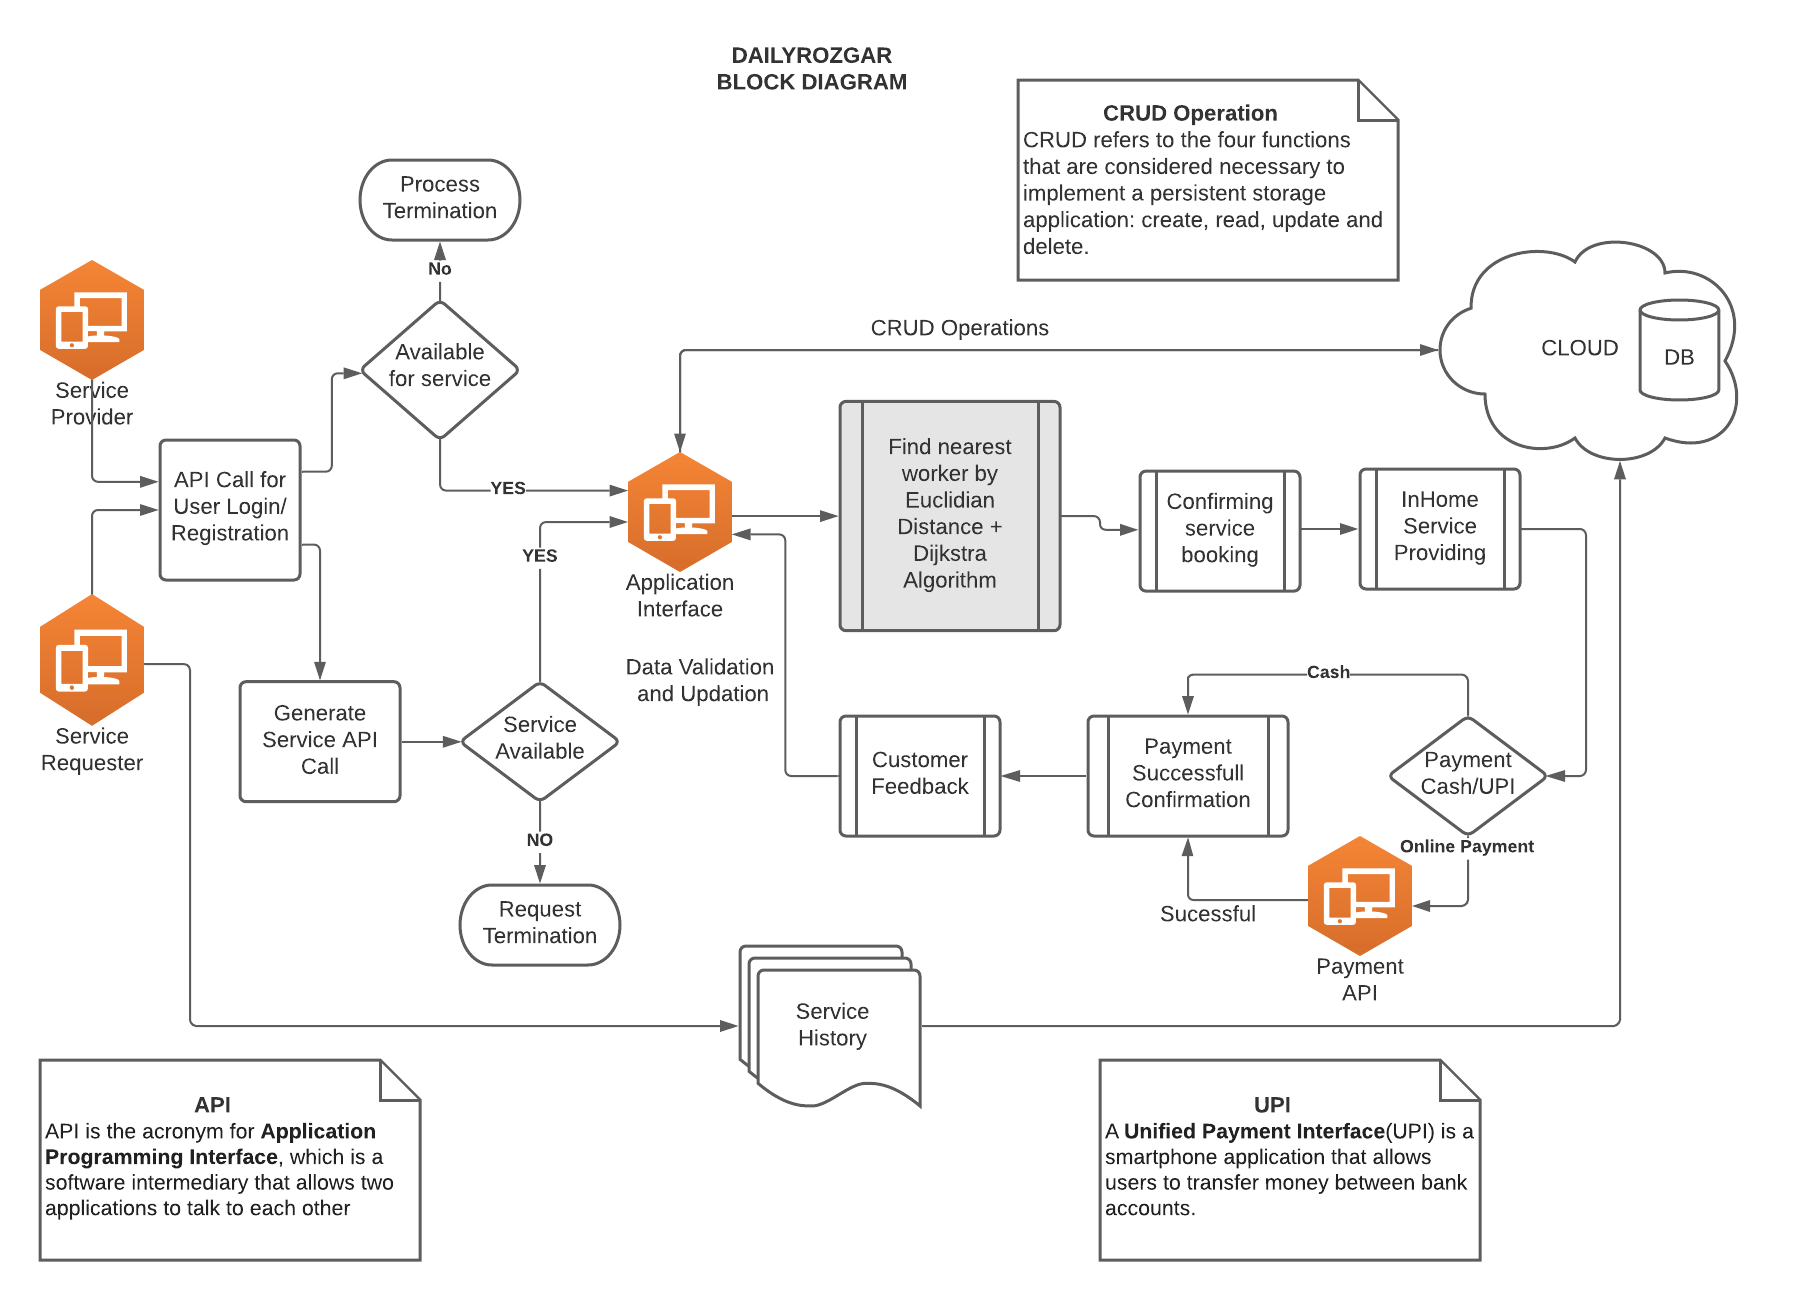 DAILYROZGAR
BLOCK DIAGRAM
CRUD Operation
CRUD refers to the four functions
that are considered necessary to
implement a persistent storage
application: create, read, update and
delete.
Process
Termination
No
Available
for service
Service
Provider
CRUD Operations
CLOUD
DB
API Call for
User Login/
Registration
YES
YES
Application
Interface
Find nearest
worker by
Euclidian
Distance +
Dijkstra
Algorithm
Confirming
service
booking
InHome
Service
Providing
Data Validation
and Updation
Cash
Service
Requester
Generate
Service API
Call
Service
Available
Customer
Feedback
Payment
Successfull
Confirmation
Payment
Cash/UPI
NO
Online Payment
Request
Termination
Sucessful
Payment
API
Service
History
API
API is the acronym for Application
Programming Interface, which is a
software intermediary that allows two
applications to talk to each other
UPI
A Unified Payment Interface(UPI) is a
smartphone application that allows
users to transfer money between bank
accounts.